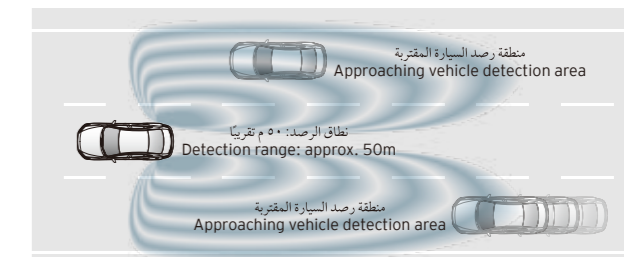 منطقة رصد السيارة المقتربة
Approaching vehicle detection area
نطاق الرصد: ٥٠ م تقريبًا
Detection range: approx. 50m
منطقة رصد السيارة المقتربة
Approaching vehicle detection area